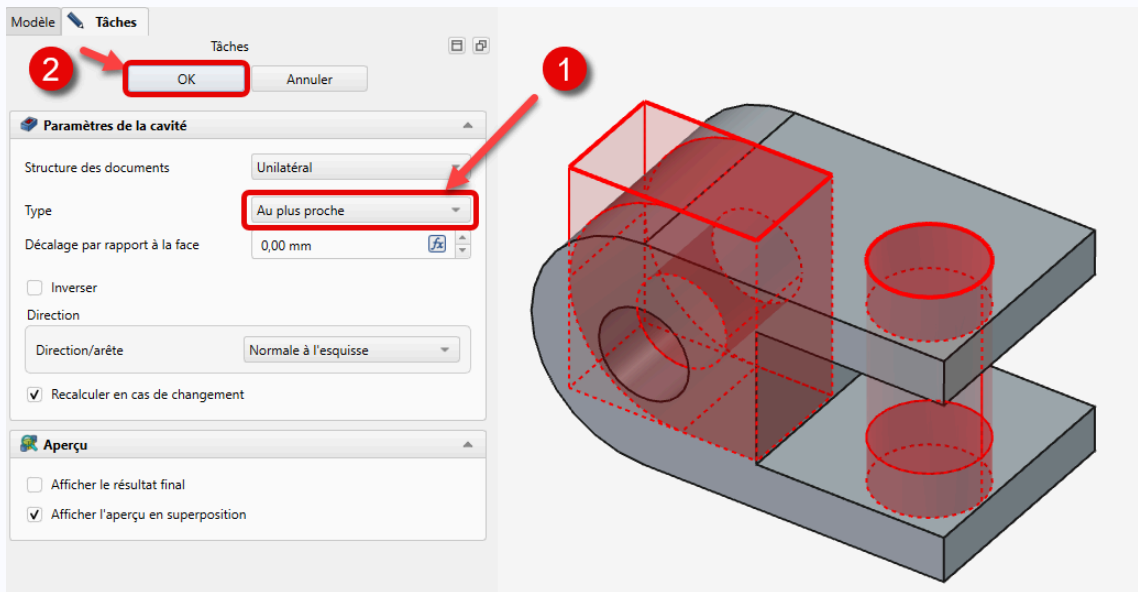 Modèle Tâches
Tâches
2
1
OK Annuler
Paramètres de la cavité
Structure des documents Unilatéral
Type Au plus proche
Décalage par rapport à la face 0,00 mm fx
Inverser
Direction
Direction/arête Normale à l'esquisse
Recalculer en cas de changement
Aperçu
Afficher le résultat final
Afficher l'aperçu en superposition